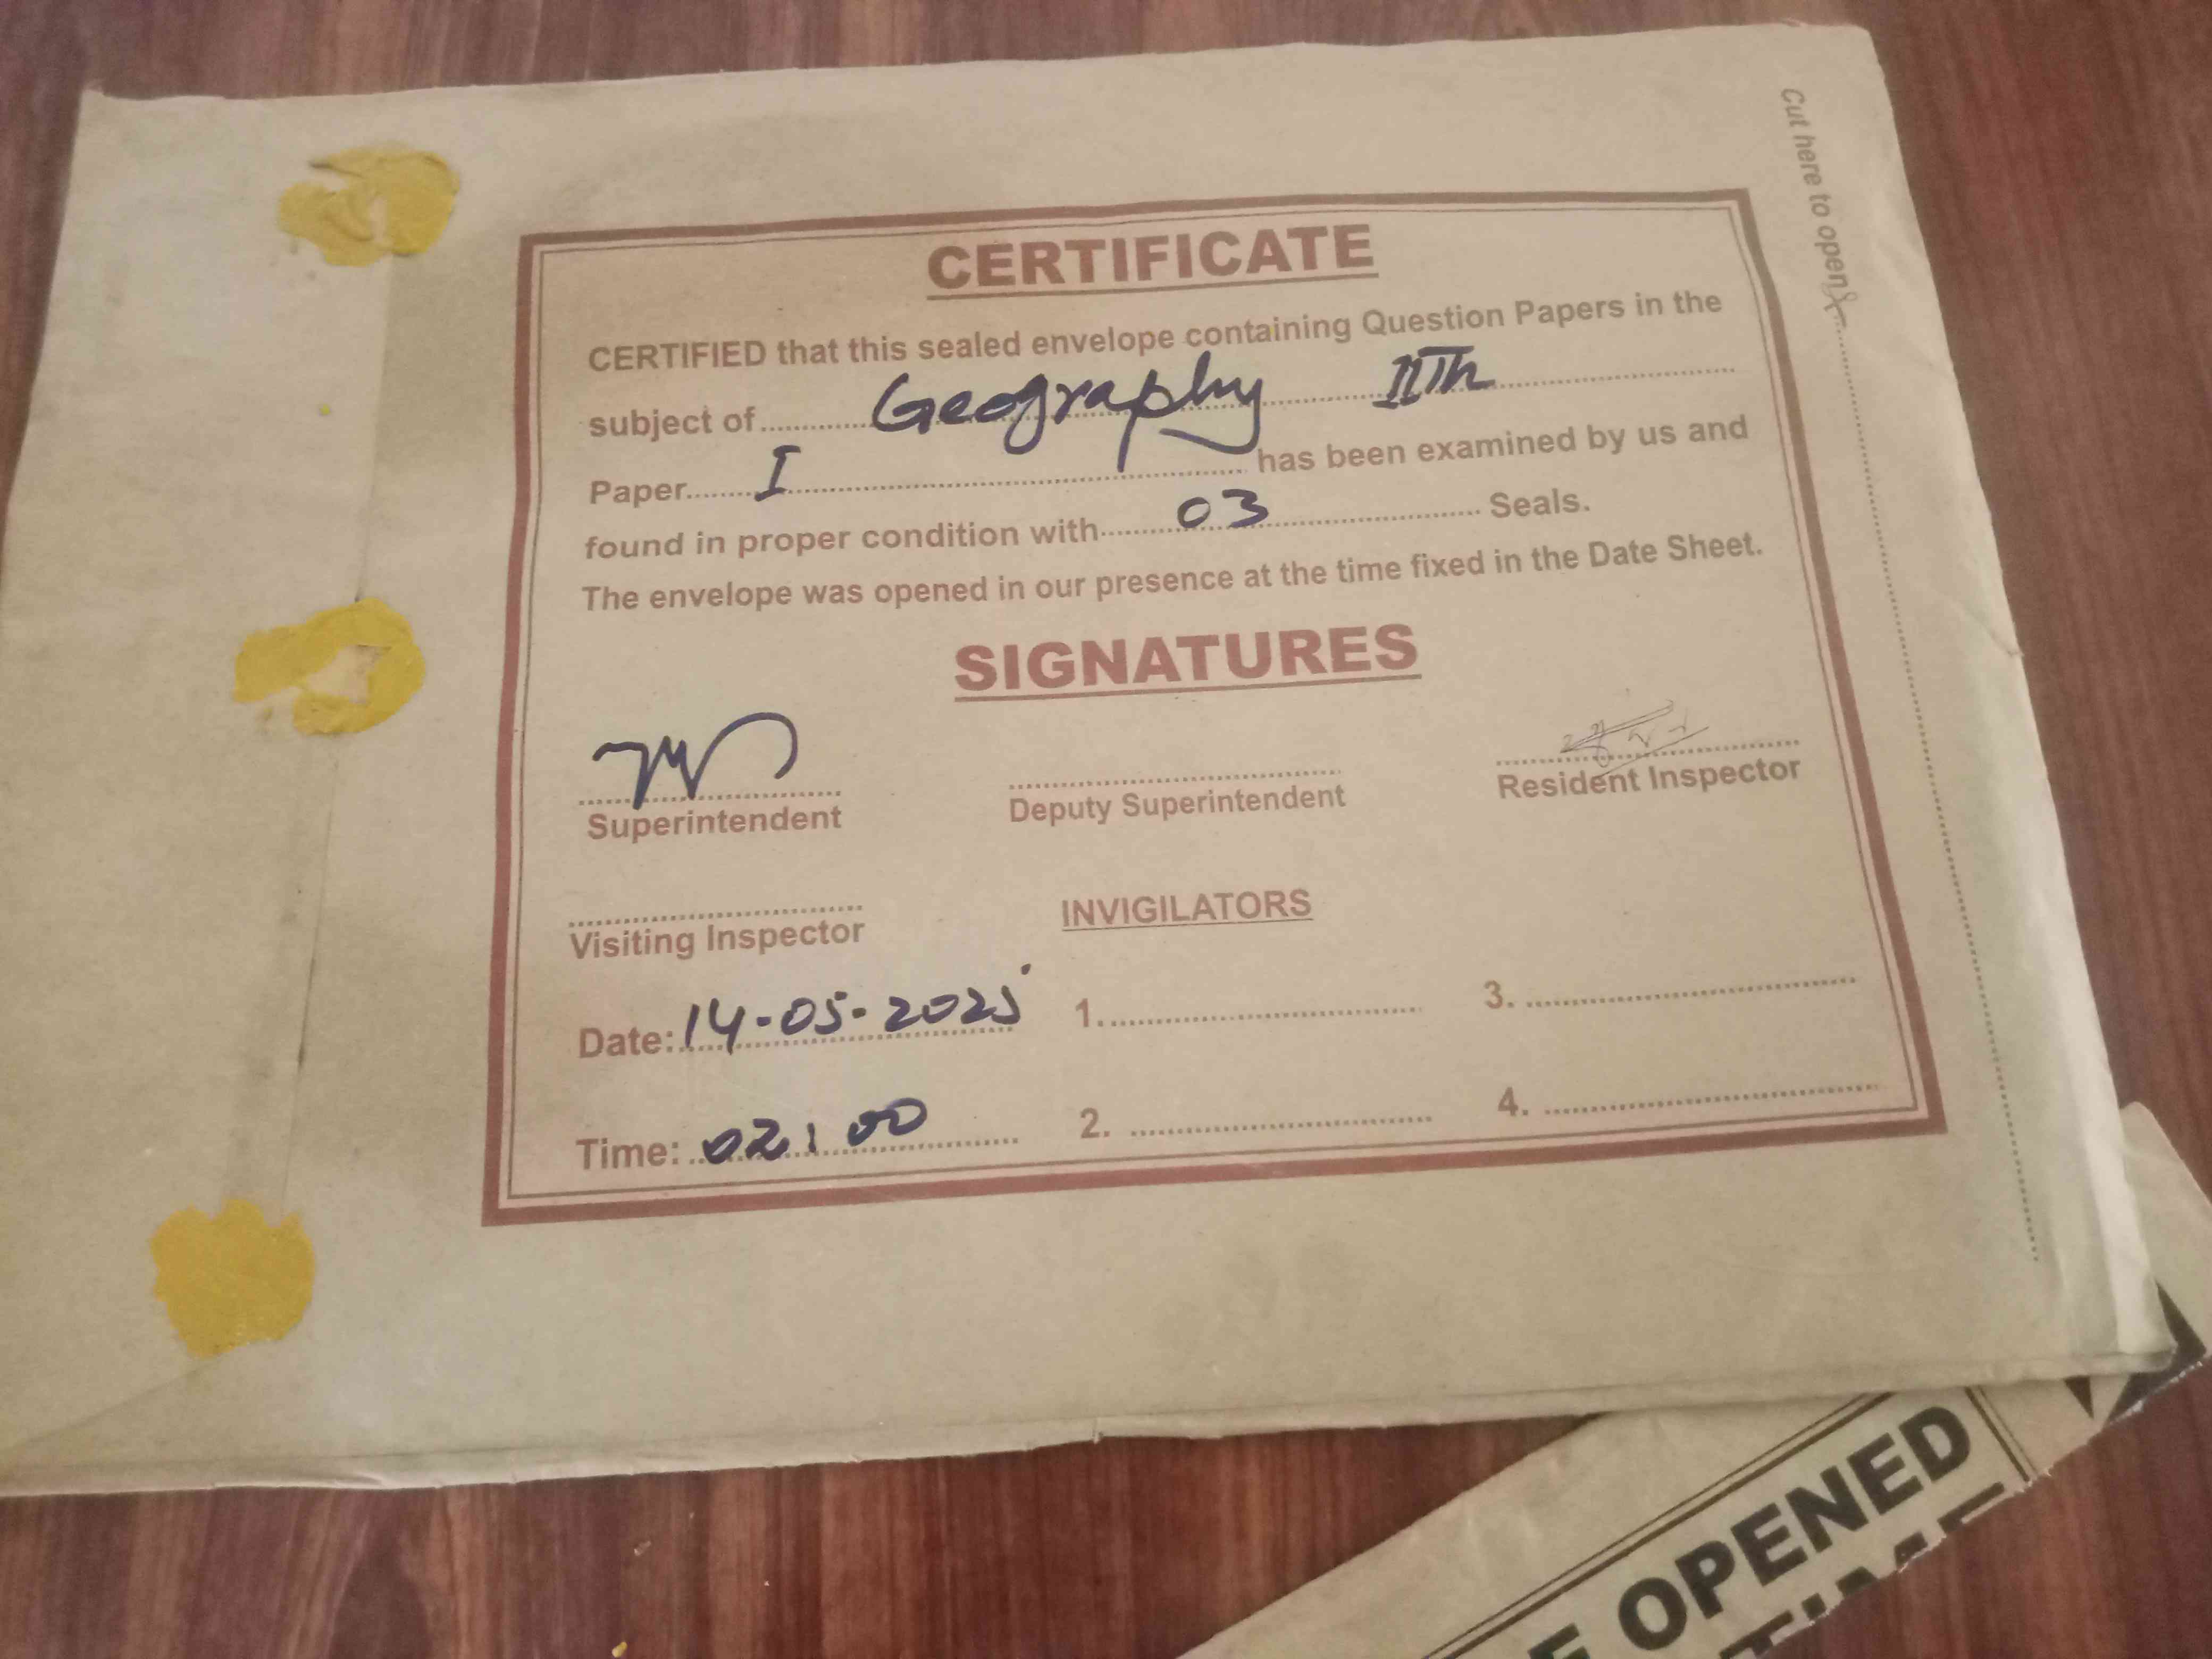 Cut here to open
CERTIFICATE
CERTIFIED that this sealed envelope containing Question Papers in the
subject of Geography 11Th
Paper I has been examined by us and
found in proper condition with 03 Seals.
The envelope was opened in our presence at the time fixed in the Date Sheet.
SIGNATURES
Superintendent
Deputy Superintendent
Resident Inspector
Visiting Inspector
INVIGILATORS
Date: 14-05-2025
1.
3.
Time: 02:00
2.
4.
OPENED